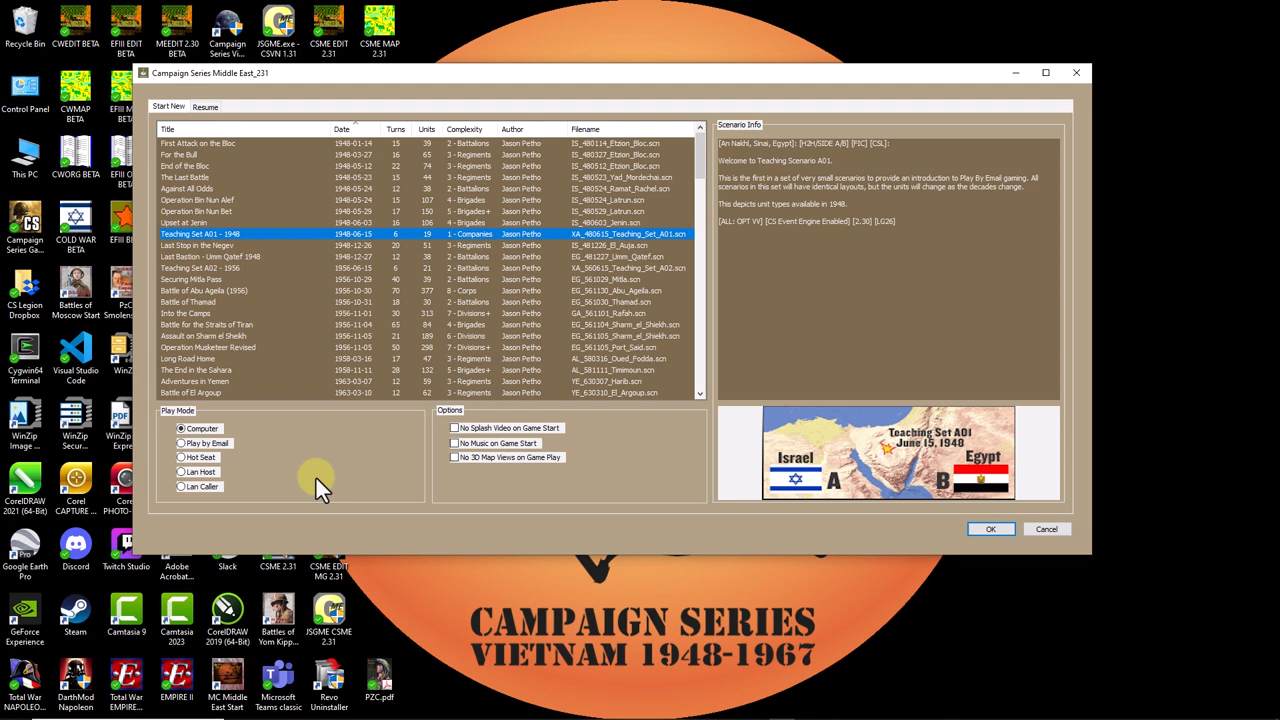 Recycle Bin
CWEDIT BETA
EFIII EDIT BETA
MEEDIT 2.30 BETA
Campaign Series Vi...
JSGME.exe - CSVN 1.31
CSME EDIT 2.31
CSME MAP 2.31
Control Panel
CWMAP BETA
This PC
CWORG BETA
Campaign Series Ga...
COLD WAR BETA
CS Legion Dropbox
Battles of Moscow Start
Cygwin64 Terminal
Visual Studio Code
WinZip Image ...
WinZip Secur...
CorelDRAW 2021 (64-Bit)
Corel CAPTURE ...
Google Earth Pro
Discord
Twitch Studio
Adobe Acrobat...
Slack
CSME 2.31
CSME EDIT MG 2.31
GeForce Experience
Steam
Camtasia 9
Camtasia 2023
CorelDRAW 2019 (64-Bit)
Battles of Yom Kipp...
JSGME CSME 2.31
Total War NAPOLEO...
DarthMod Napoleon
Total War EMPIRE...
EMPIRE II
MC Middle East Start
Microsoft Teams classic
Revo Uninstaller
PZC.pdf
Campaign Series Middle East_231
Start New Resume
Title Date Turns Units Complexity Author Filename
First Attack on the Bloc 1948-01-14 15 39 2 - Battalions Jason Petho IS_480114_Etzion_Bloc.scn
For the Bull 1948-03-27 16 65 3 - Regiments Jason Petho IS_480327_Etzion_Bloc.scn
End of the Bloc 1948-05-12 22 74 3 - Regiments Jason Petho IS_480512_Etzion_Bloc.scn
The Last Battle 1948-05-23 15 44 3 - Regiments Jason Petho IS_480523_Yad_Mordechai.scn
Against All Odds 1948-05-24 12 38 2 - Battalions Jason Petho IS_480524_Ramat_Rachel.scn
Operation Bin Nun Alef 1948-05-24 15 107 4 - Brigades Jason Petho IS_480524_Latrun.scn
Operation Bin Nun Bet 1948-05-29 17 150 5 - Brigades+ Jason Petho IS_480529_Latrun.scn
Upset at Jenin 1948-06-03 16 106 4 - Brigades Jason Petho IS_480603_Jenin.scn
Teaching Set A01 - 1948 1948-06-15 6 19 1 - Companies Jason Petho XA_480615_Teaching_Set_A01.scn
Last Stop in the Negev 1948-12-26 20 51 3 - Regiments Jason Petho IS_481226_El_Auja.scn
Last Bastion - Umm Qatef 1948 1948-12-27 12 38 2 - Battalions Jason Petho EG_481227_Umm_Qatef.scn
Teaching Set A02 - 1956 1956-06-15 6 21 2 - Battalions Jason Petho XA_560615_Teaching_Set_A02.scn
Securing Mitla Pass 1956-10-29 40 79 3 - Regiments Jason Petho EG_561029_Mitla.scn
Battle of Abu Ageila (1956) 1956-10-30 70 377 8 - Corps Jason Petho EG_561130_Abu_Ageila.scn
Battle of Thamad 1956-10-31 18 30 2 - Battalions Jason Petho EG_561030_Thamad.scn
Into the Camps 1956-11-01 30 313 7 - Divisions+ Jason Petho GA_561101_Rafah.scn
Battle for the Straits of Tiran 1956-11-04 65 84 4 - Brigades Jason Petho EG_561104_Sharm_el_Shiekh.scn
Assault on Sharm el Sheikh 1956-11-05 21 189 6 - Divisions Jason Petho EG_561105_Sharm_el_Shiekh.scn
Operation Musketeer Revised 1956-11-05 50 298 7 - Divisions+ Jason Petho EG_561105_Port_Said.scn
Long Road Home 1958-03-16 17 47 3 - Regiments Jason Petho AL_580316_Oued_Fodda.scn
The End in the Sahara 1958-11-11 28 132 5 - Brigades+ Jason Petho AL_581111_Timimoun.scn
Adventures in Yemen 1963-03-07 12 59 3 - Regiments Jason Petho YE_630307_Harib.scn
Battle of El Argoup 1963-03-10 12 62 3 - Regiments Jason Petho YE_630310_El_Argoup.scn
Scenario Info
[An Nakhl, Sinai, Egypt]: [H2H/SIDE A/B] [FIC] [CSL]:
Welcome to Teaching Scenario A01.
This is the first in a set of very small scenarios to provide an introduction to Play By Email gaming. All
scenarios in this set will have identical layouts, but the units will change as the decades change.
This depicts unit types available in 1948.
[ALL: OPT VV] [CS Event Engine Enabled] [2.30] [LG26]
Play Mode
Computer
Play by Email
Hot Seat
Lan Host
Lan Caller
Options
No Splash Video on Game Start
No Music on Game Start
No 3D Map Views on Game Play
Teaching Set A01
June 15, 1948
Israel Egypt
A B
OK Cancel
CAMPAIGN SERIES
VIETNAM 1948-1967